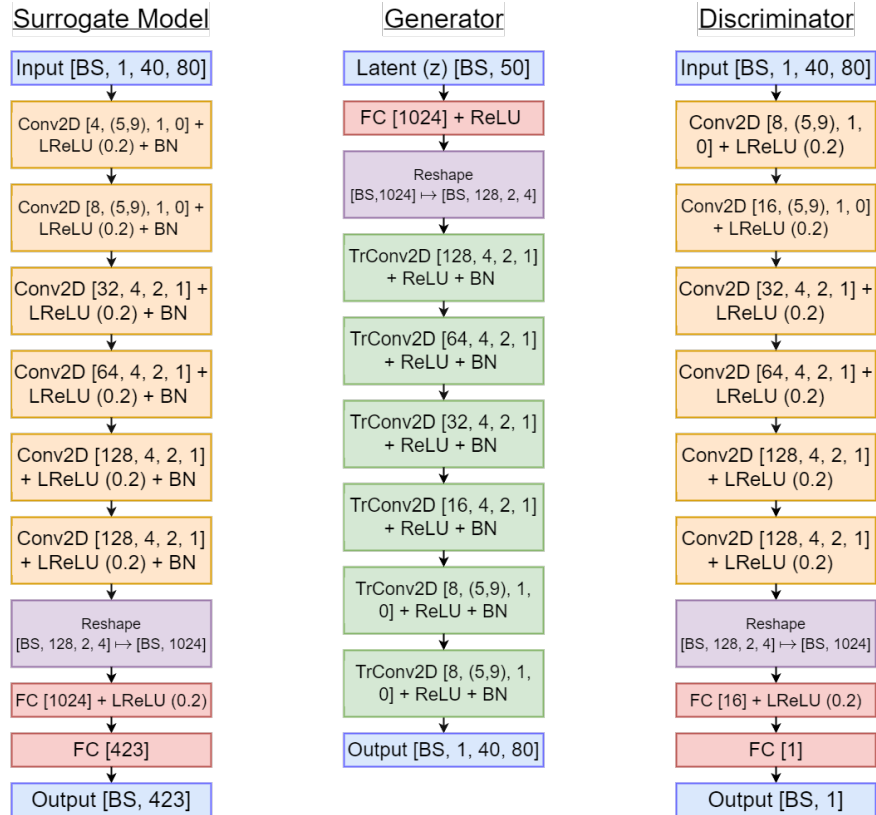 Surrogate Model
Input [BS, 1, 40, 80]
Conv2D [4, (5,9), 1, 0] +
LReLU (0.2) + BN
Conv2D [8, (5,9), 1, 0] +
LReLU (0.2) + BN
Conv2D [32, 4, 2, 1] +
LReLU (0.2) + BN
Conv2D [64, 4, 2, 1] +
LReLU (0.2) + BN
Conv2D [128, 4, 2, 1]
+ LReLU (0.2) + BN
Conv2D [128, 4, 2, 1]
+ LReLU (0.2) + BN
Reshape
[BS, 128, 2, 4] ↦ [BS, 1024]
FC [1024] + LReLU (0.2)
FC [423]
Output [BS, 423]
Generator
Latent (z) [BS, 50]
FC [1024] + ReLU
Reshape
[BS,1024] ↦ [BS, 128, 2, 4]
TrConv2D [128, 4, 2, 1]
+ ReLU + BN
TrConv2D [64, 4, 2, 1]
+ ReLU + BN
TrConv2D [32, 4, 2, 1]
+ ReLU + BN
TrConv2D [16, 4, 2, 1]
+ ReLU + BN
TrConv2D [8, (5,9), 1,
0] + ReLU + BN
TrConv2D [8, (5,9), 1,
0] + ReLU + BN
Output [BS, 1, 40, 80]
Discriminator
Input [BS, 1, 40, 80]
Conv2D [8, (5,9), 1,
0] + LReLU (0.2)
Conv2D [16, (5,9), 1, 0]
+ LReLU (0.2)
Conv2D [32, 4, 2, 1] +
LReLU (0.2)
Conv2D [64, 4, 2, 1] +
LReLU (0.2)
Conv2D [128, 4, 2, 1]
+ LReLU (0.2)
Conv2D [128, 4, 2, 1]
+ LReLU (0.2)
Reshape
[BS, 128, 2, 4] ↦ [BS, 1024]
FC [16] + LReLU (0.2)
FC [1]
Output [BS, 1]